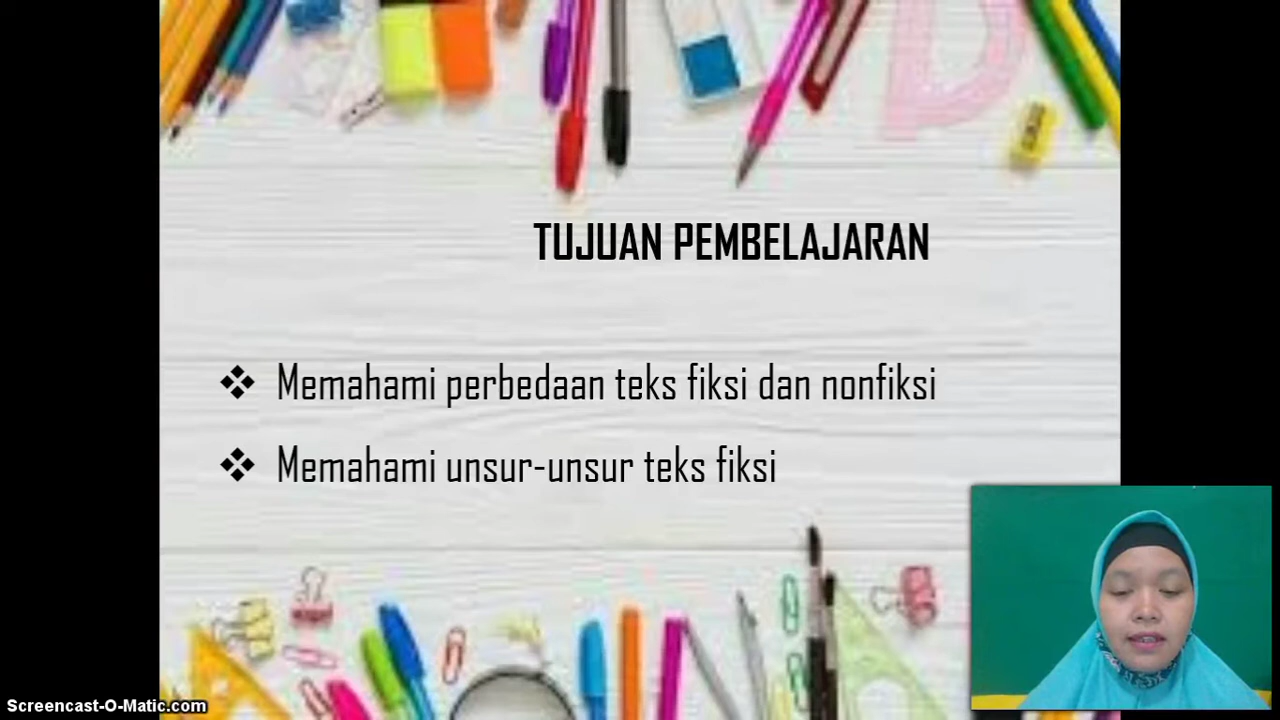 TUJUAN PEMBELAJARAN
❖ Memahami perbedaan teks fiksi dan nonfiksi
❖ Memahami unsur-unsur teks fiksi
Screencast-O-Matic.com